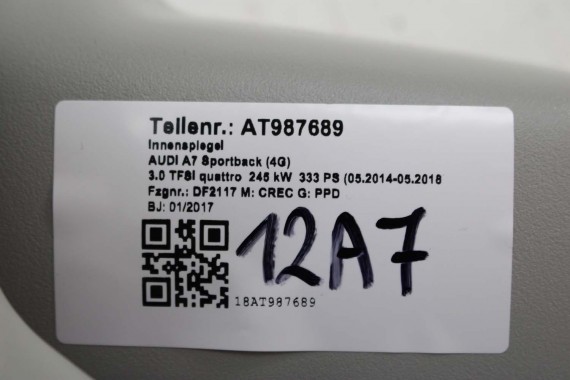 Teilenr.: AT987689
Innenspiegel
AUDI A7 Sportback (4G)
3.0 TFSI quattro 245 kW 333 PS (05.2014-05.2018
Fzgnr.: DF2117 M: CREC G: PPD
BJ: 01/2017
12A7
18AT987689